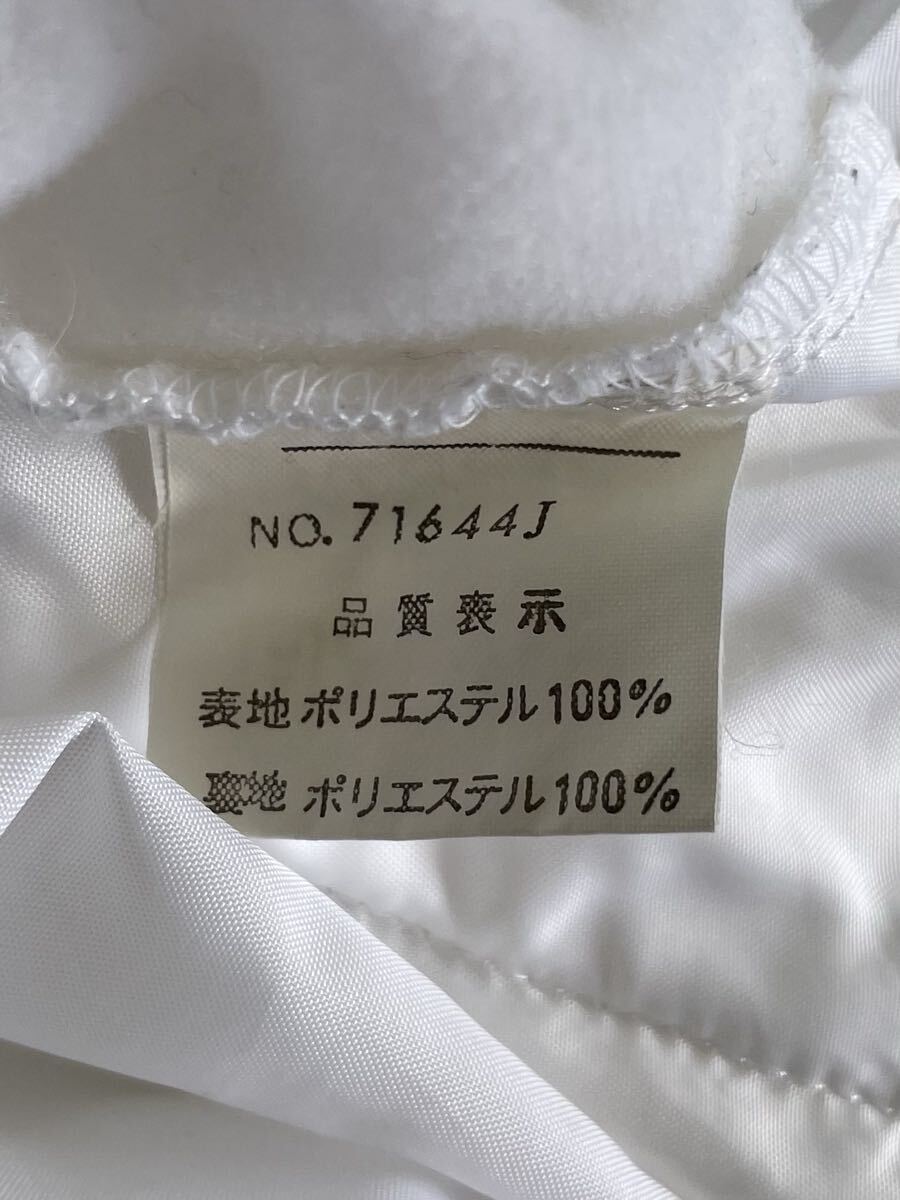 NO.71644J
品質表示
表地 ポリエステル100%
裏地 ポリエステル100%